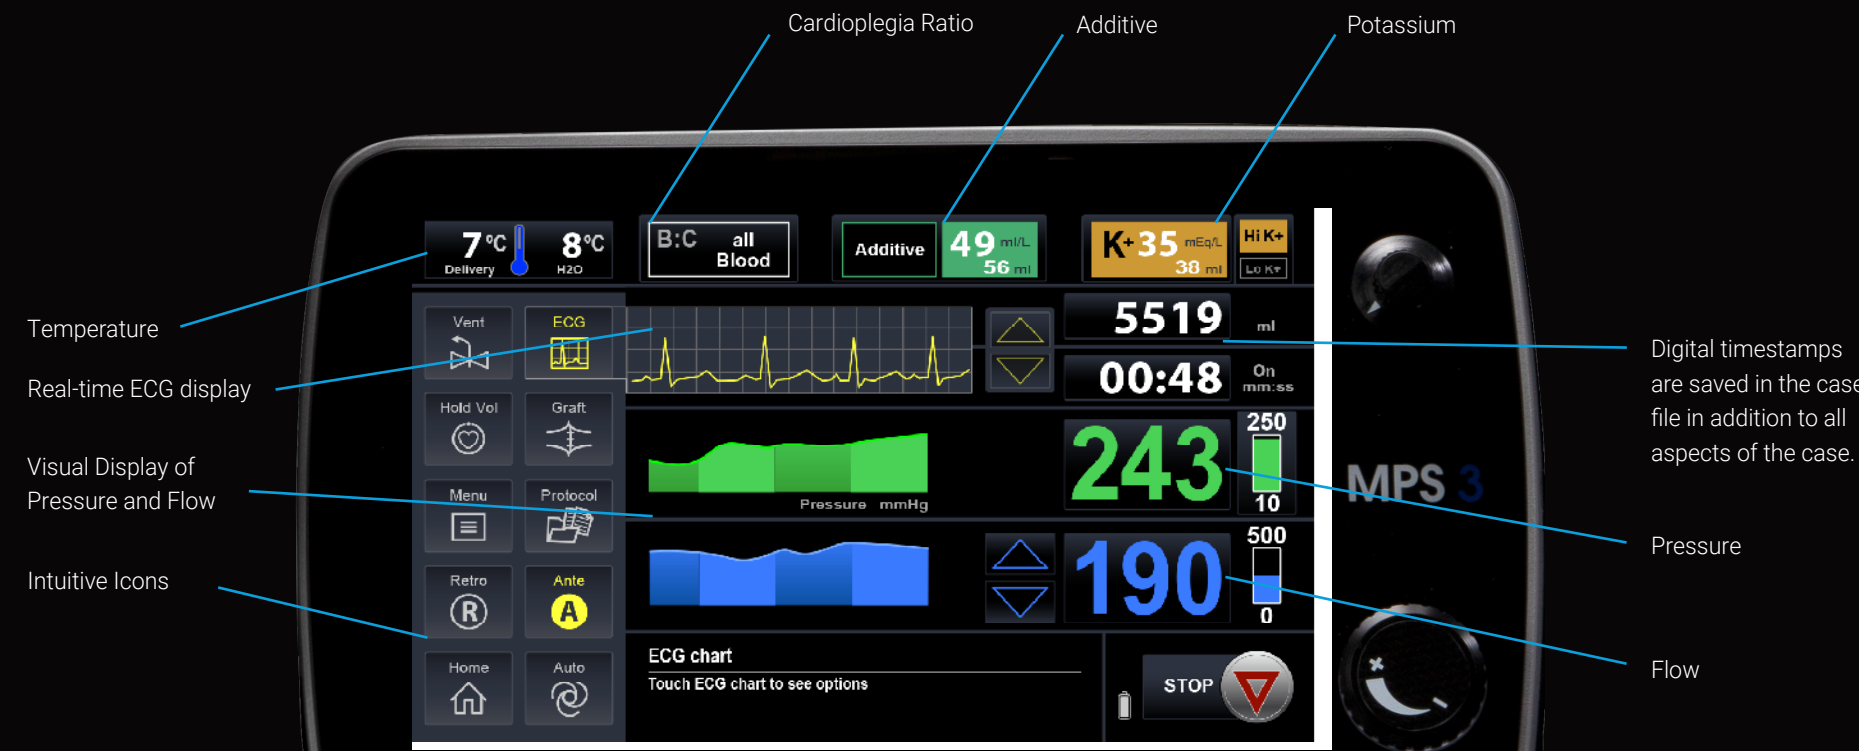 Cardioplegia Ratio
Additive
Potassium
7 °C
Delivery
8 °C
H2O
B:C all
Blood
Additive
49 ml/L
56 ml
K+ 35 mEq/L
38 ml
Hi K+
Lo K+
Temperature
Real-time ECG display
Visual Display of
Pressure and Flow
Intuitive Icons
Vent
ECG
Hold Vol
Graft
Menu
Protocol
Retro
R
Ante
A
Home
Auto
5519 ml
00:48 On
mm:ss
Pressure mmHg
243
250
10
190
500
0
ECG chart
Touch ECG chart to see options
STOP
MPS 3
Digital timestamps
are saved in the case
file in addition to all
aspects of the case.
Pressure
Flow